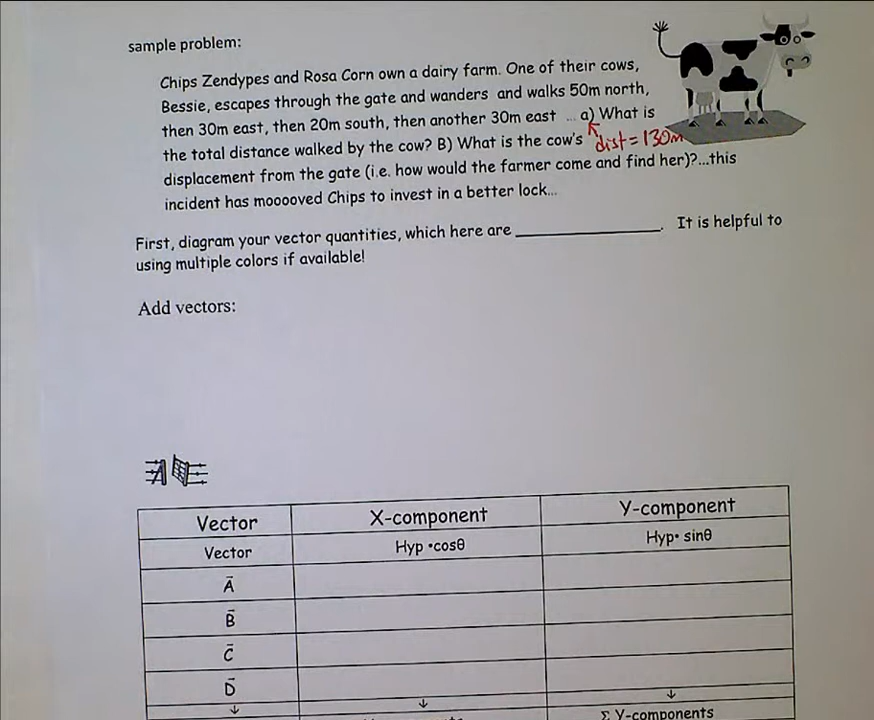 sample problem:
Chips Zendypes and Rosa Corn own a dairy farm. One of their cows,
Bessie, escapes through the gate and wanders and walks 50m north,
then 30m east, then 20m south, then another 30m east ... a) What is
the total distance walked by the cow? B) What is the cow's dist = 130m
displacement from the gate (i.e. how would the farmer come and find her)?...this
incident has mooooved Chips to invest in a better lock...
First, diagram your vector quantities, which here are ________________. It is helpful to
using multiple colors if available!
Add vectors:
Vector X-component Y-component
Vector Hyp •cosθ Hyp• sinθ
A̅
B̅
C̅
D̅
↓ ↓ ↓
Σ Y-components